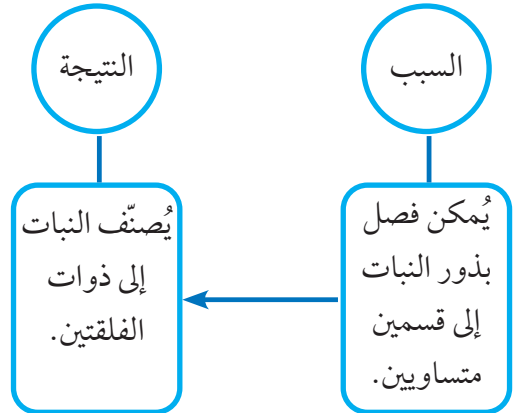 السبب
يُمكن فصل
بذور النبات
إلى قسمين
متساويين.
النتيجة
يُصنّف النبات
إلى ذوات
الفلقتين.